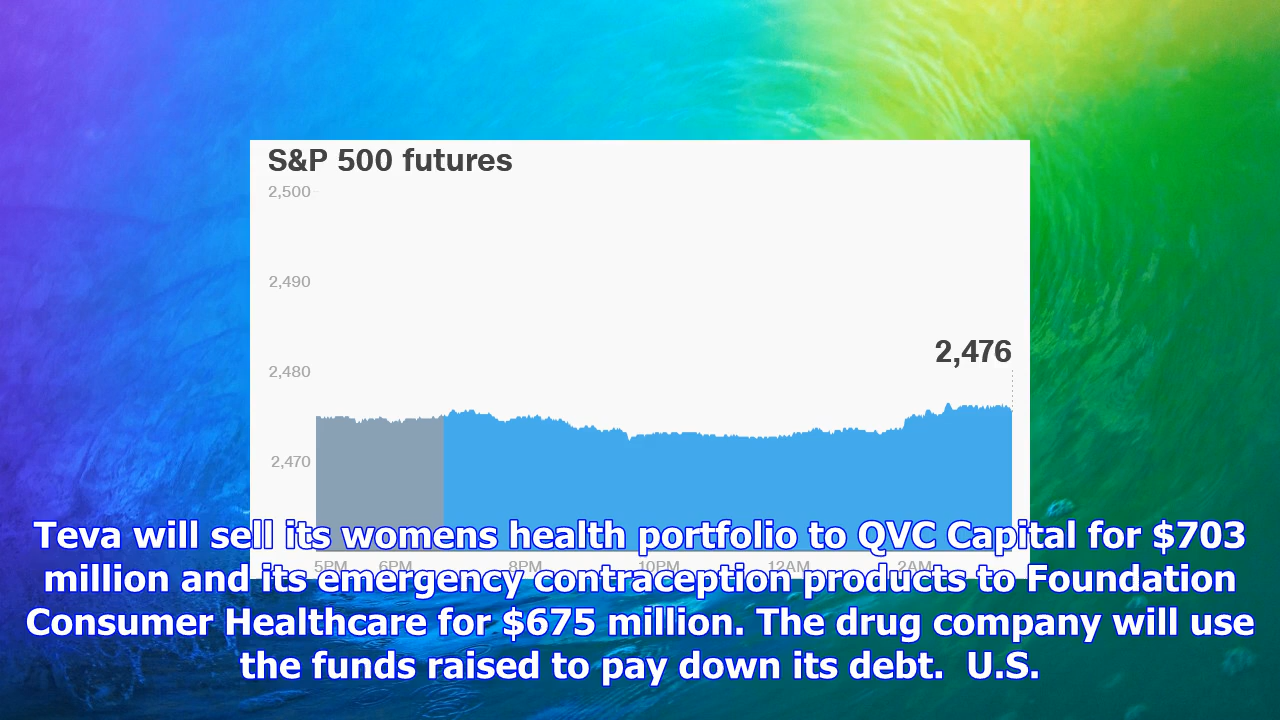 S&P 500 futures
2,500
2,490
2,476
2,480
2,470
5PM 6PM 8PM 10PM 12AM 2AM
Teva will sell its womens health portfolio to QVC Capital for $703
million and its emergency contraception products to Foundation
Consumer Healthcare for $675 million. The drug company will use
the funds raised to pay down its debt.  U.S.